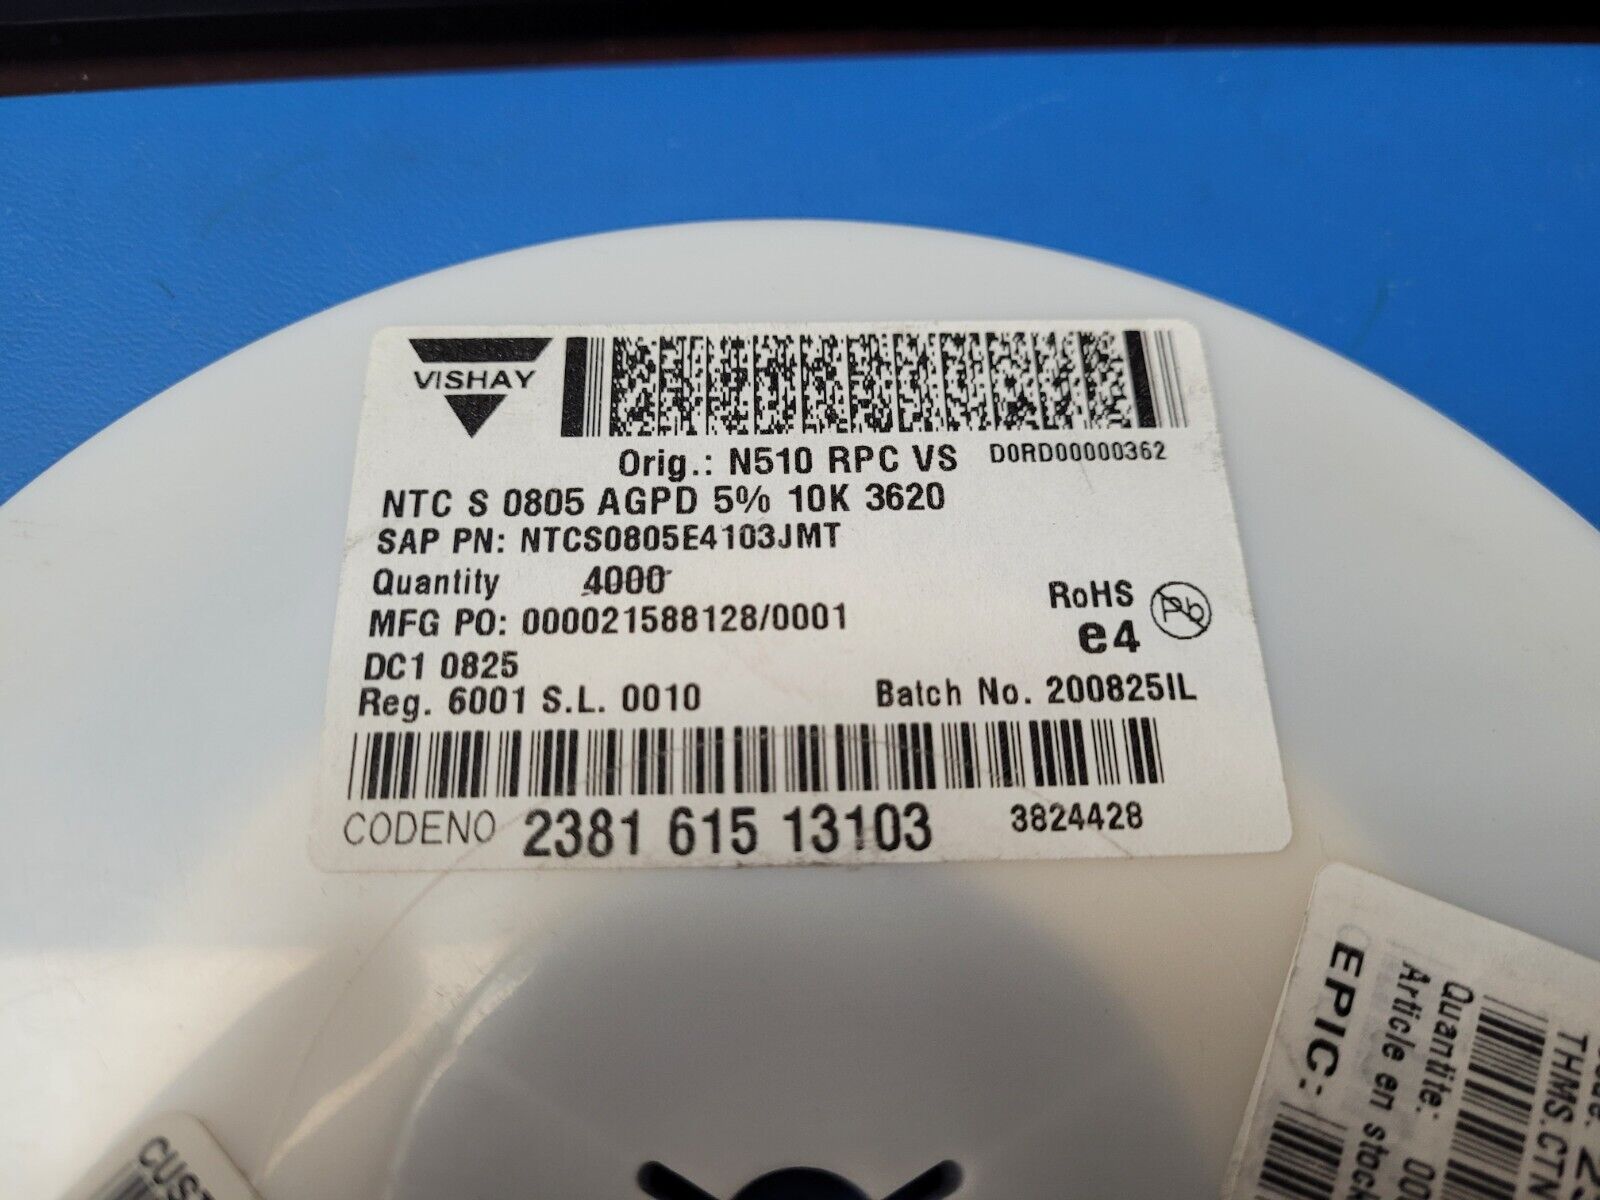 VISHAY
Orig.: N510 RPC VS D0RD00000362
NTC S 0805 AGPD 5% 10K 3620
SAP PN: NTCS0805E4103JMT
Quantity 4000
MFG PO: 000021588128/0001
RoHS
Pb
e4
DC1 0825
Reg. 6001 S.L. 0010 Batch No. 200825IL
CODENO 2381 615 13103 3824428
EPIC:
Article en
Quantite:
THMS.CTN